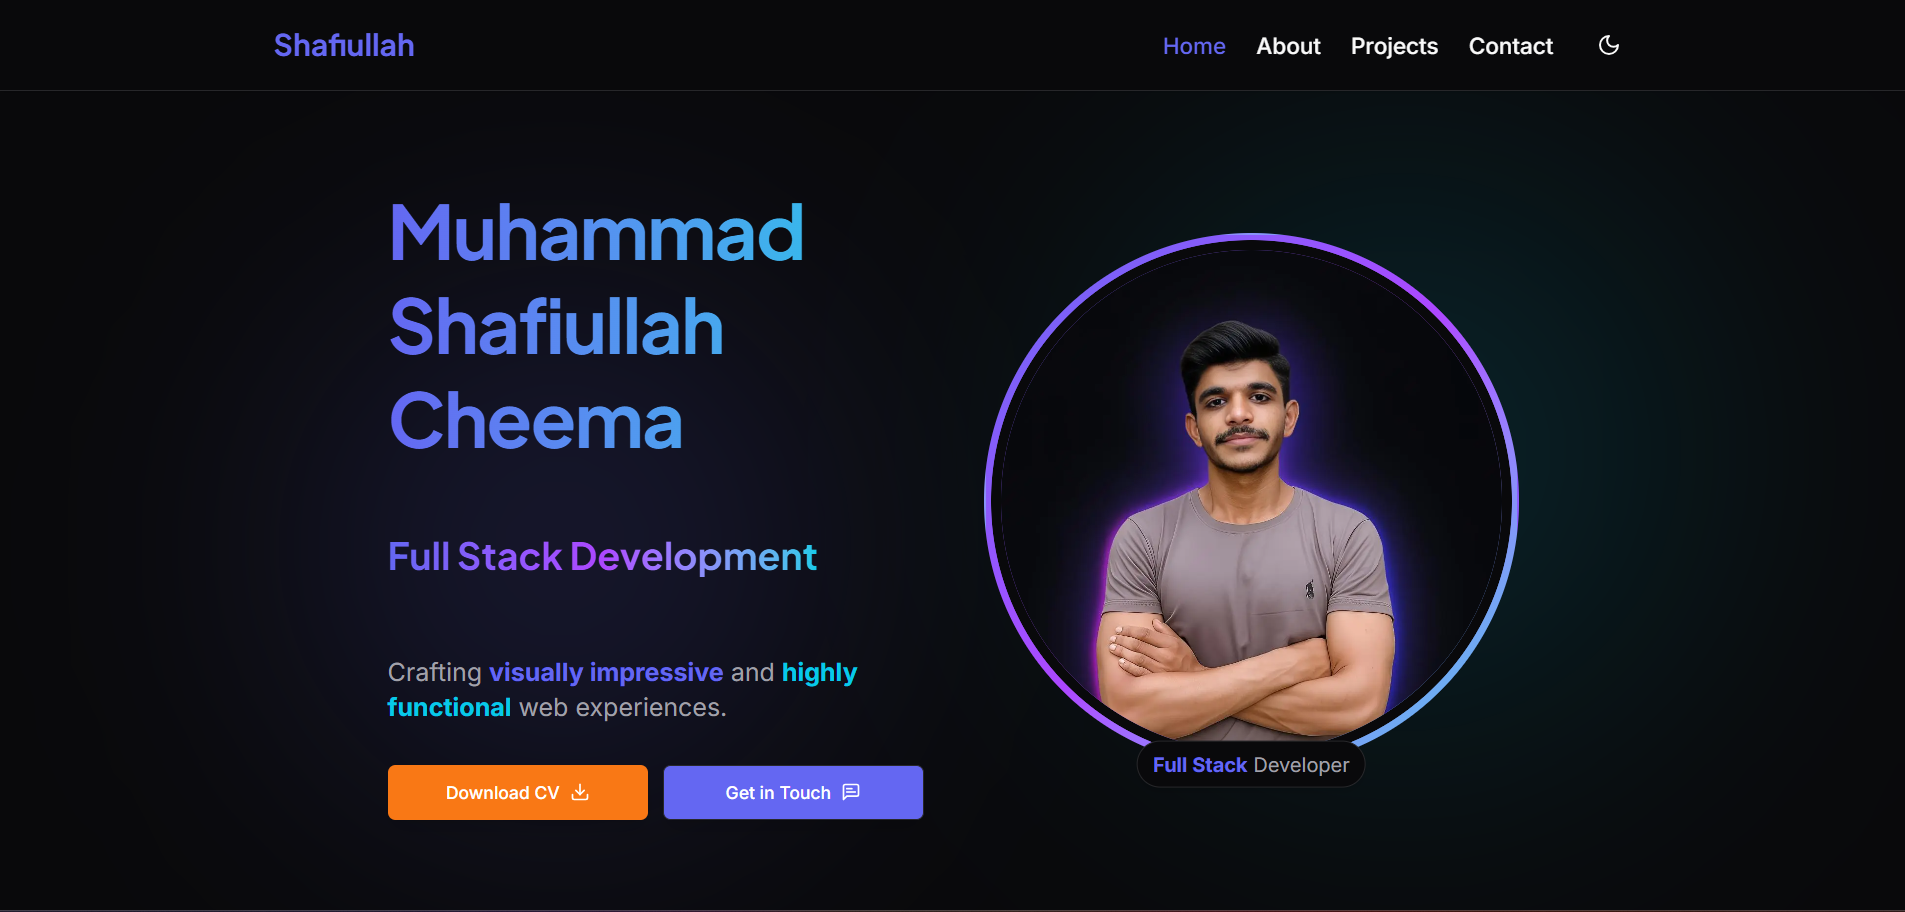 Shafiullah
Home About Projects Contact
Muhammad
Shafiullah
Cheema
Full Stack Development
Crafting visually impressive and highly
functional web experiences.
Download CV
Get in Touch
Full Stack Developer